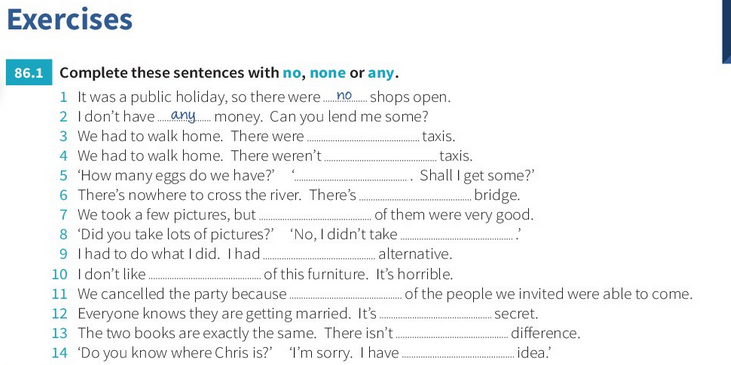 Exercises
86.1 Complete these sentences with no, none or any.
1 It was a public holiday, so there were no shops open.
2 I don't have any money. Can you lend me some?
3 We had to walk home. There were ............ taxis.
4 We had to walk home. There weren't ............ taxis.
5 ‘How many eggs do we have?’ ‘ ............ . Shall I get some?’
6 There's nowhere to cross the river. There's ............ bridge.
7 We took a few pictures, but ............ of them were very good.
8 ‘Did you take lots of pictures?’ ‘No, I didn't take ............ .’
9 I had to do what I did. I had ............ alternative.
10 I don't like ............ of this furniture. It's horrible.
11 We cancelled the party because ............ of the people we invited were able to come.
12 Everyone knows they are getting married. It's ............ secret.
13 The two books are exactly the same. There isn't ............ difference.
14 ‘Do you know where Chris is?’ ‘I'm sorry. I have ............ idea.’